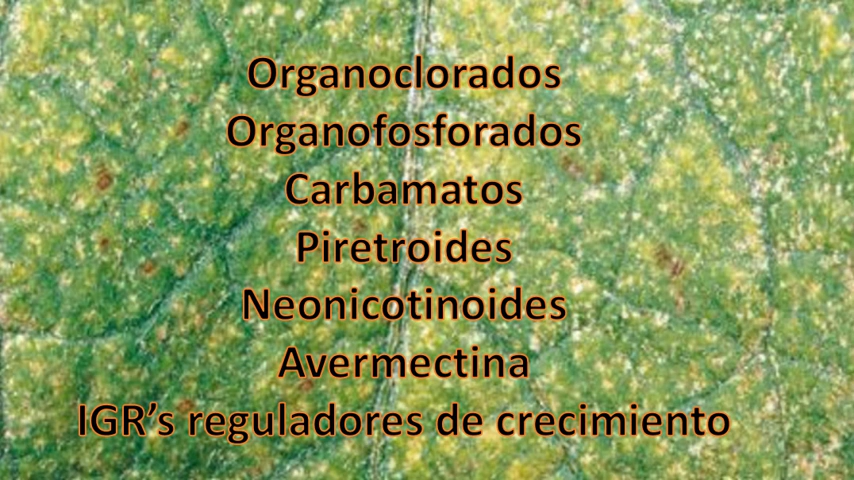 Organoclorados
Organofosforados
Carbamatos
Piretroides
Neonicotinoides
Avermectina
IGR’s reguladores de crecimiento